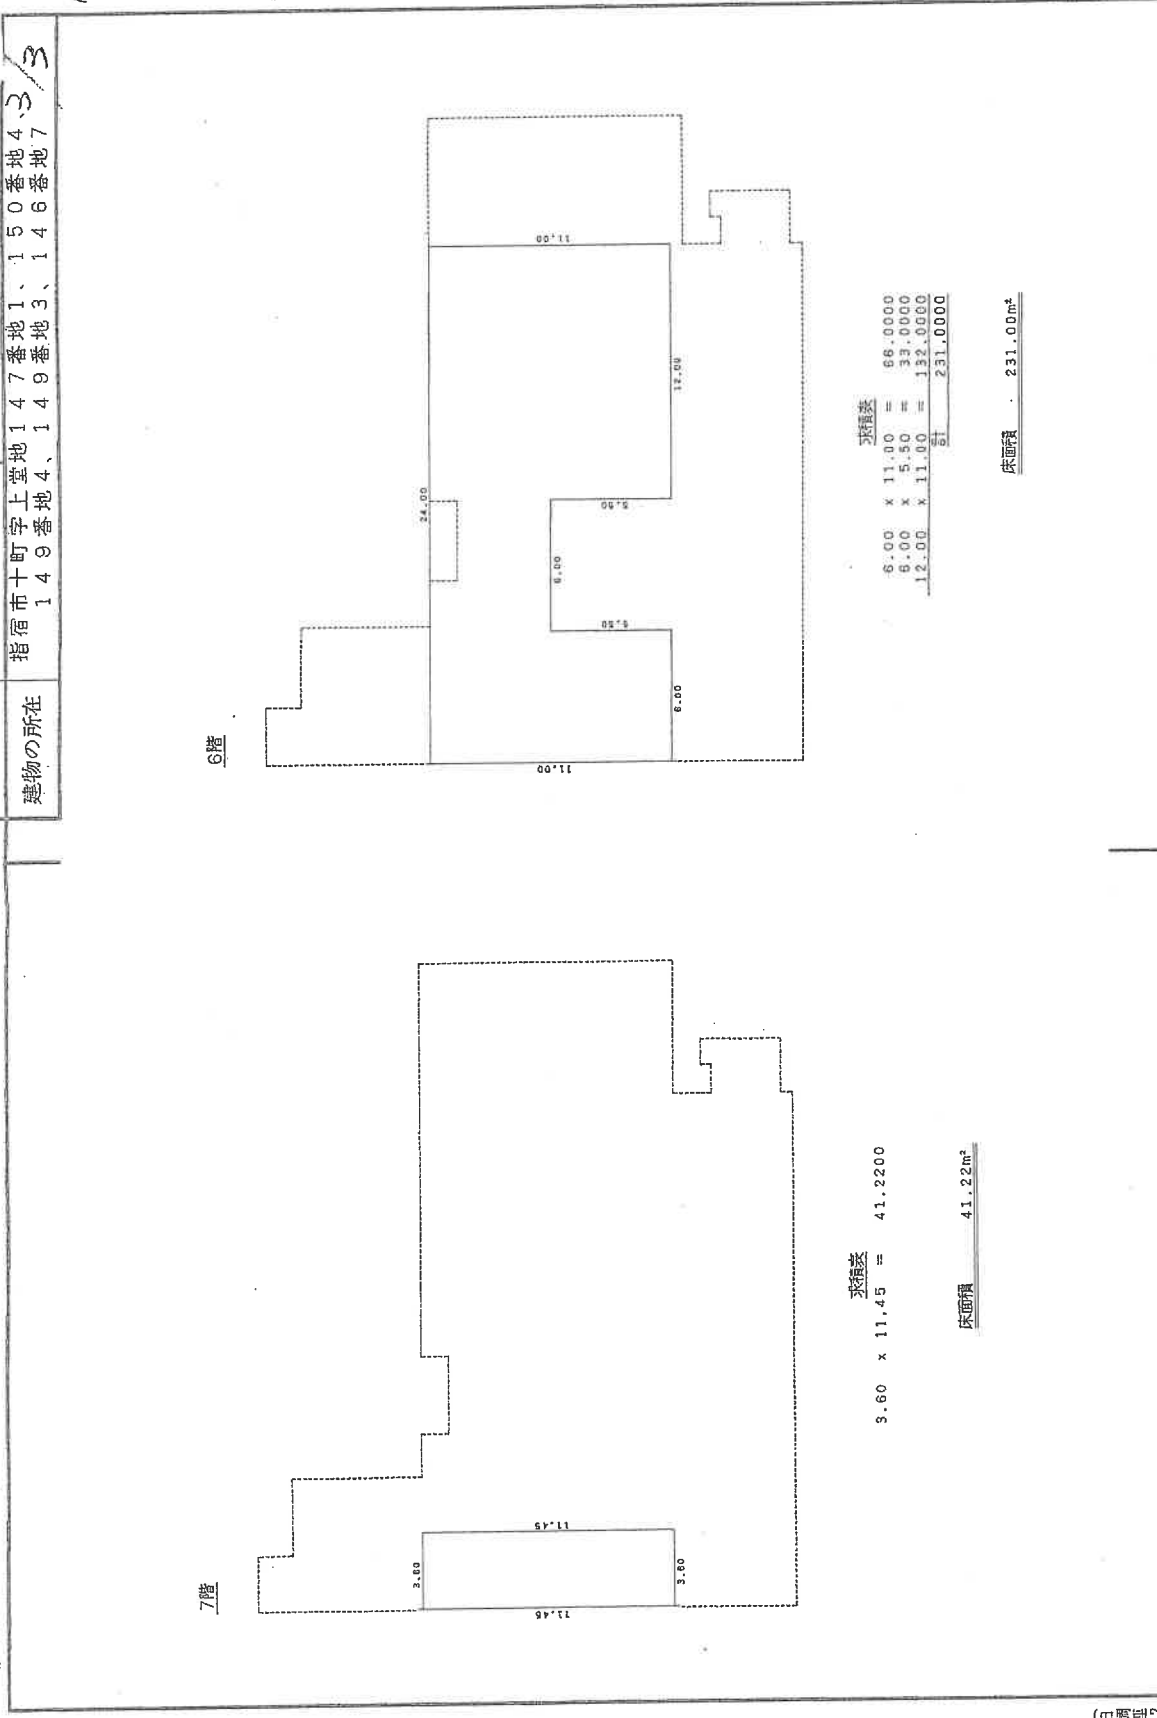 3/3
建物の所在
指宿市十町字上堂地147番地1、150番地4、
149番地4、149番地3、146番地7
6階
24.00
11.00
11.00
6.00
5.50
6.00
5.50
12.00
求積表
6.00 x 11.00 = 66.0000
6.00 x 5.50 = 33.0000
12.00 x 11.00 = 132.0000
計 231.0000
床面積 231.00m²
7階
3.60
11.45
11.45
3.60
求積表
3.60 x 11.45 = 41.2200
床面積 41.22m²